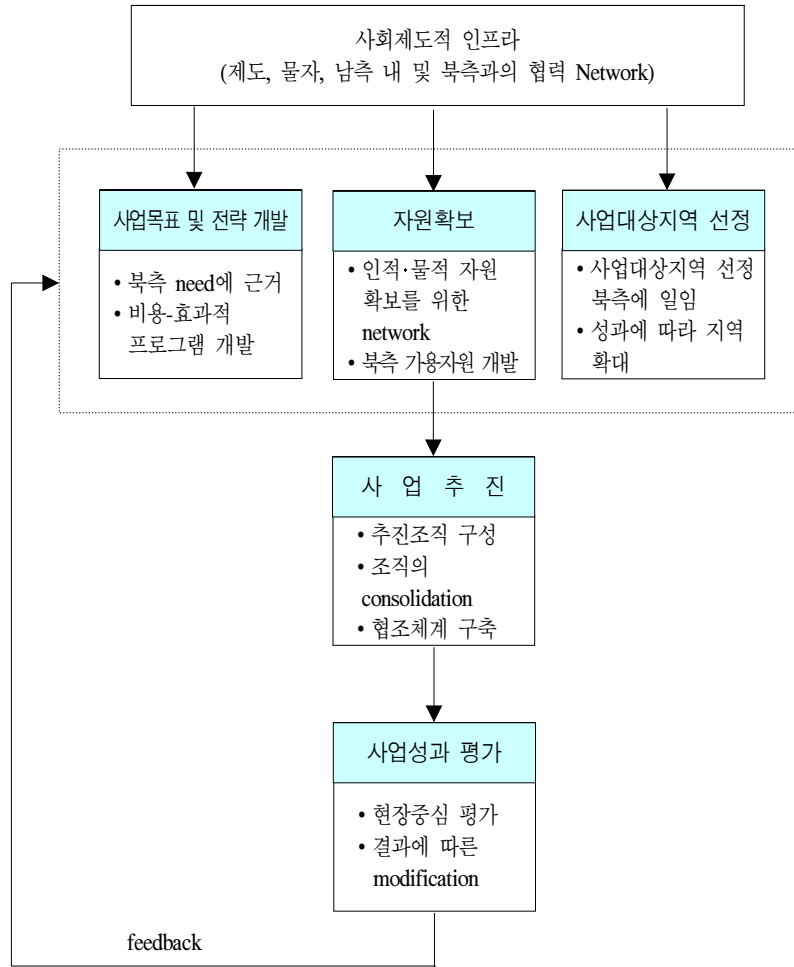 사회제도적 인프라
(제도, 물자, 남측 내 및 북측과의 협력 Network)
사업목표 및 전략 개발
• 북측 need에 근거
• 비용-효과적
프로그램 개발
자원확보
• 인적·물적 자원
확보를 위한
network
• 북측 가용자원 개발
사업대상지역 선정
• 사업대상지역 선정
북측에 일임
• 성과에 따라 지역
확대
사 업 추 진
• 추진조직 구성
• 조직의
consolidation
• 협조체계 구축
사업성과 평가
• 현장중심 평가
• 결과에 따른
modification
feedback